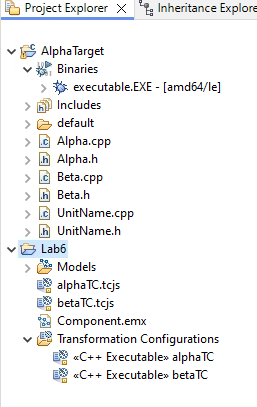 Project Explorer
Inheritance Explore
AlphaTarget
Binaries
executable.EXE - [amd64/le]
Includes
default
Alpha.cpp
Alpha.h
Beta.cpp
Beta.h
UnitName.cpp
UnitName.h
Lab6
Models
alphaTC.tcjs
betaTC.tcjs
Component.emx
Transformation Configurations
«C++ Executable» alphaTC
«C++ Executable» betaTC